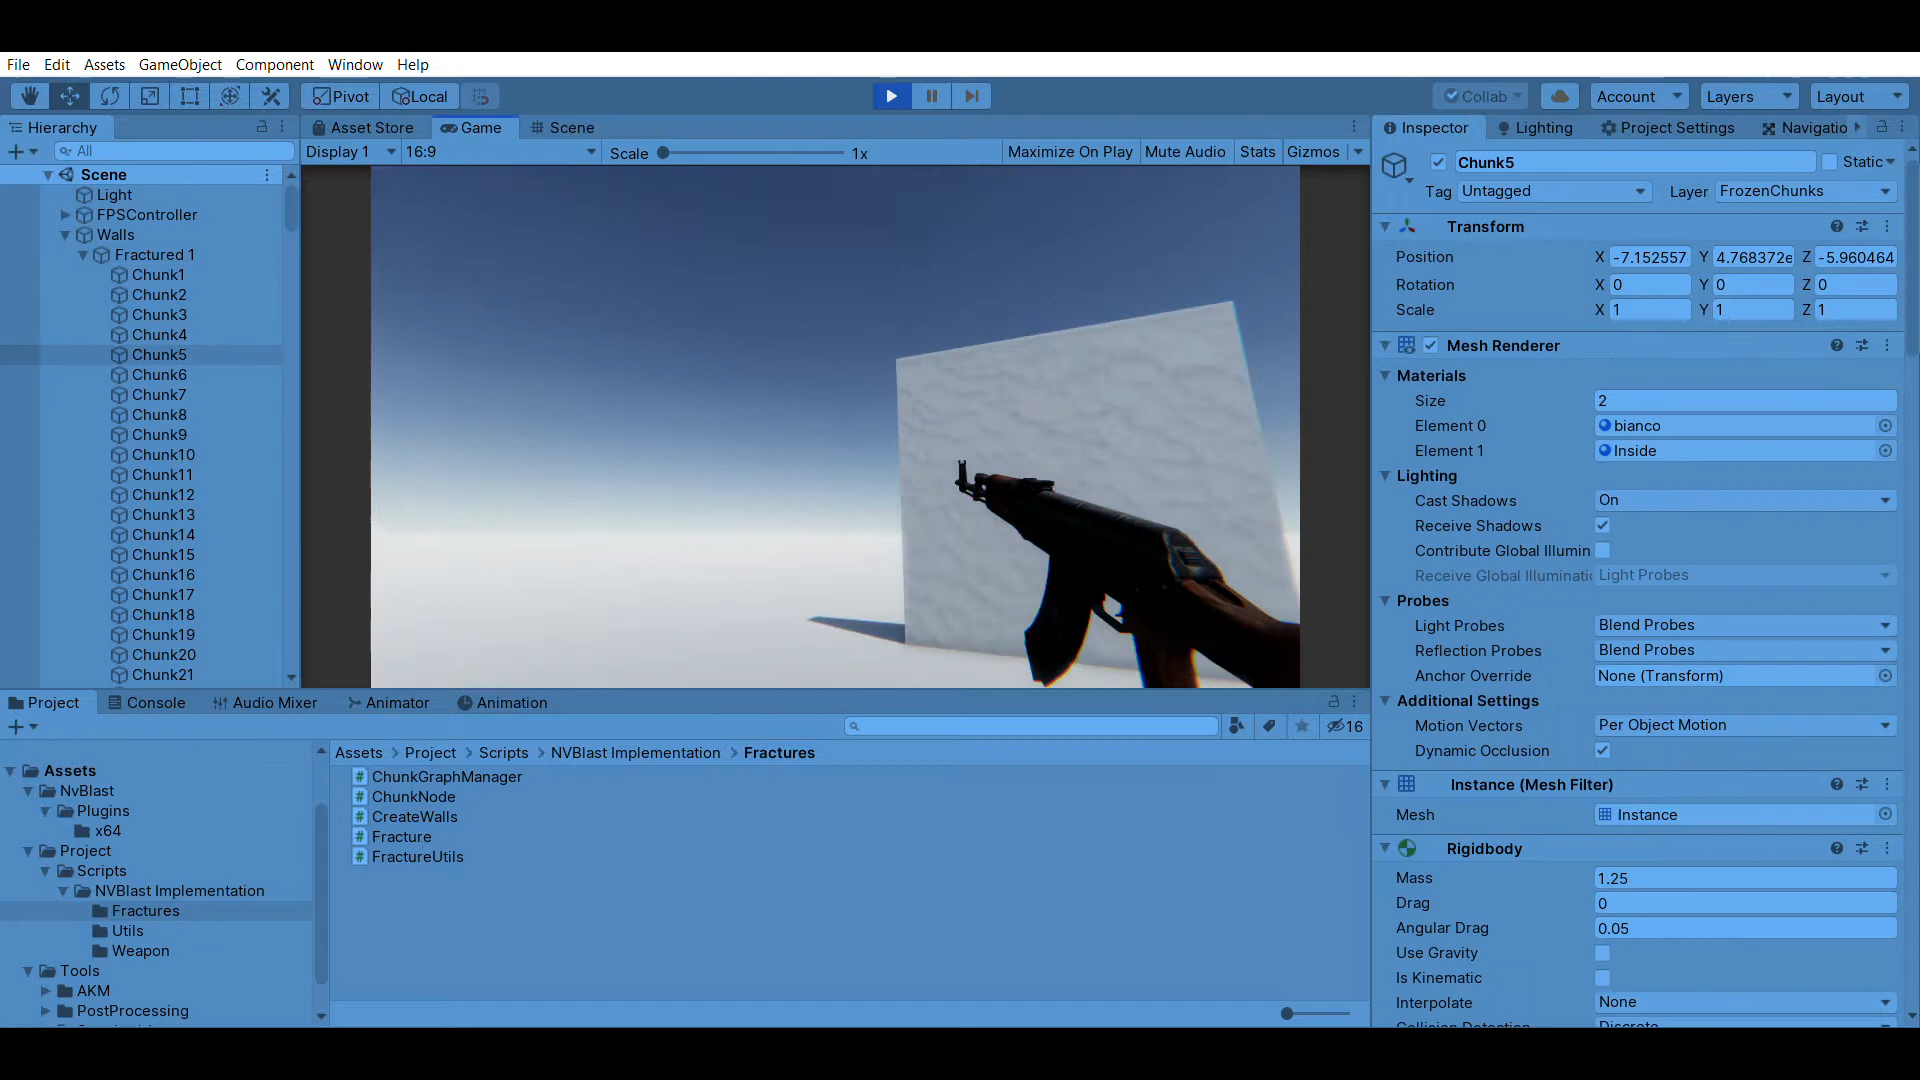 File Edit Assets GameObject Component Window Help
Pivot Local Collab Account Layers Layout
Hierarchy
All
Scene
Light
FPSController
Walls
Fractured 1
Chunk1
Chunk2
Chunk3
Chunk4
Chunk5
Chunk6
Chunk7
Chunk8
Chunk9
Chunk10
Chunk11
Chunk12
Chunk13
Chunk14
Chunk15
Chunk16
Chunk17
Chunk18
Chunk19
Chunk20
Chunk21
Asset Store Game Scene
Display 1 16:9 Scale 1x Maximize On Play Mute Audio Stats Gizmos
Inspector Lighting Project Settings Navigatio
Chunk5 Static
Tag Untagged Layer FrozenChunks
Transform
Position X -7.152557 Y 4.768372e Z -5.960464
Rotation X 0 Y 0 Z 0
Scale X 1 Y 1 Z 1
Mesh Renderer
Materials
Size 2
Element 0 bianco
Element 1 Inside
Lighting
Cast Shadows On
Receive Shadows
Contribute Global Illumin
Receive Global Illuminatic Light Probes
Probes
Light Probes Blend Probes
Reflection Probes Blend Probes
Anchor Override None (Transform)
Additional Settings
Motion Vectors Per Object Motion
Dynamic Occlusion
Instance (Mesh Filter)
Mesh Instance
Rigidbody
Mass 1.25
Drag 0
Angular Drag 0.05
Use Gravity
Is Kinematic
Interpolate None
Collision Detection Discrete
Project Console Audio Mixer Animator Animation
16
Assets
NvBlast
Plugins
x64
Project
Scripts
NVBlast Implementation
Fractures
Utils
Weapon
Tools
AKM
PostProcessing
Assets > Project > Scripts > NVBlast Implementation > Fractures
ChunkGraphManager
ChunkNode
CreateWalls
Fracture
FractureUtils